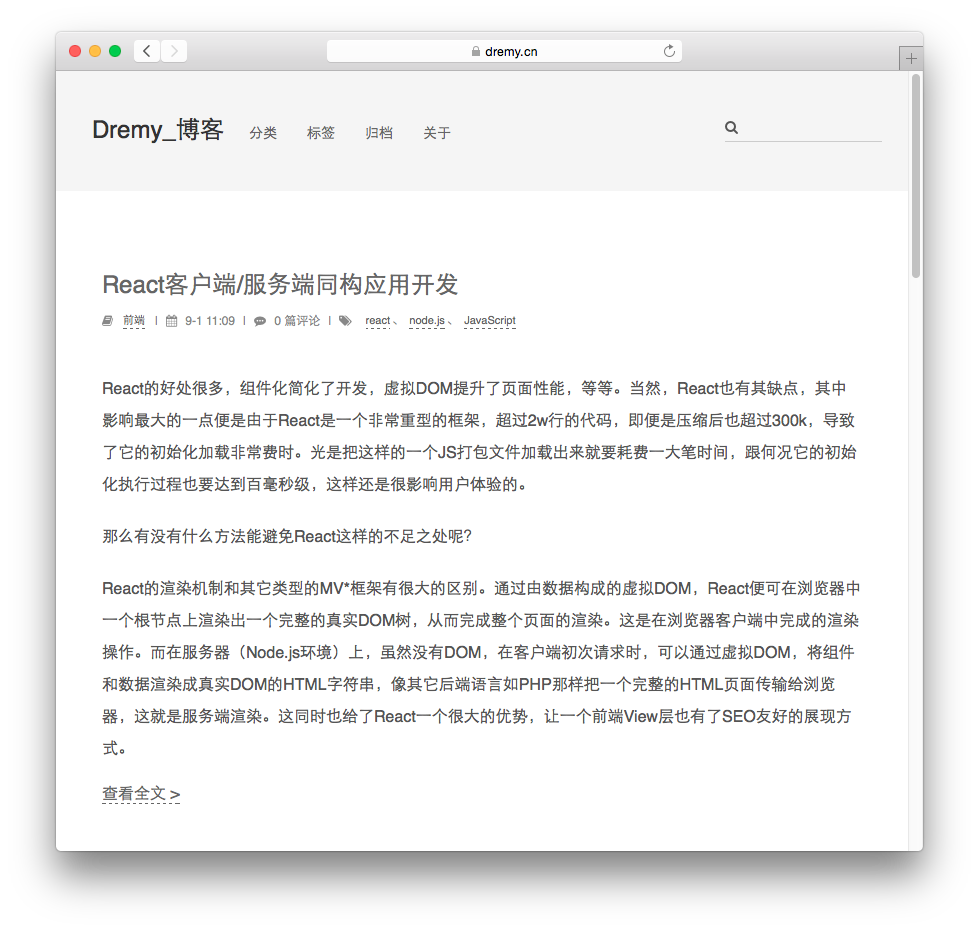 dremy.cn
Dremy_博客 分类 标签 归档 关于
React客户端/服务端同构应用开发
前端 | 9-1 11:09 | 0 篇评论 | react、 node.js、 JavaScript
React的好处很多，组件化简化了开发，虚拟DOM提升了页面性能，等等。当然，React也有其缺点，其中
影响最大的一点便是由于React是一个非常重型的框架，超过2w行的代码，即便是压缩后也超过300k，导致
了它的初始化加载非常费时。光是把这样的一个JS打包文件加载出来就要耗费一大笔时间，跟何况它的初始
化执行过程也要达到百毫秒级，这样还是很影响用户体验的。
那么有没有什么方法能避免React这样的不足之处呢?
React的渲染机制和其它类型的MV*框架有很大的区别。通过由数据构成的虚拟DOM，React便可在浏览器中
一个根节点上渲染出一个完整的真实DOM树，从而完成整个页面的渲染。这是在浏览器客户端中完成的渲染
操作。而在服务器（Node.js环境）上，虽然没有DOM，在客户端初次请求时，可以通过虚拟DOM，将组件
和数据渲染成真实DOM的HTML字符串，像其它后端语言如PHP那样把一个完整的HTML页面传输给浏览
器，这就是服务端渲染。这同时也给了React一个很大的优势，让一个前端View层也有了SEO友好的展现方
式。
查看全文 >